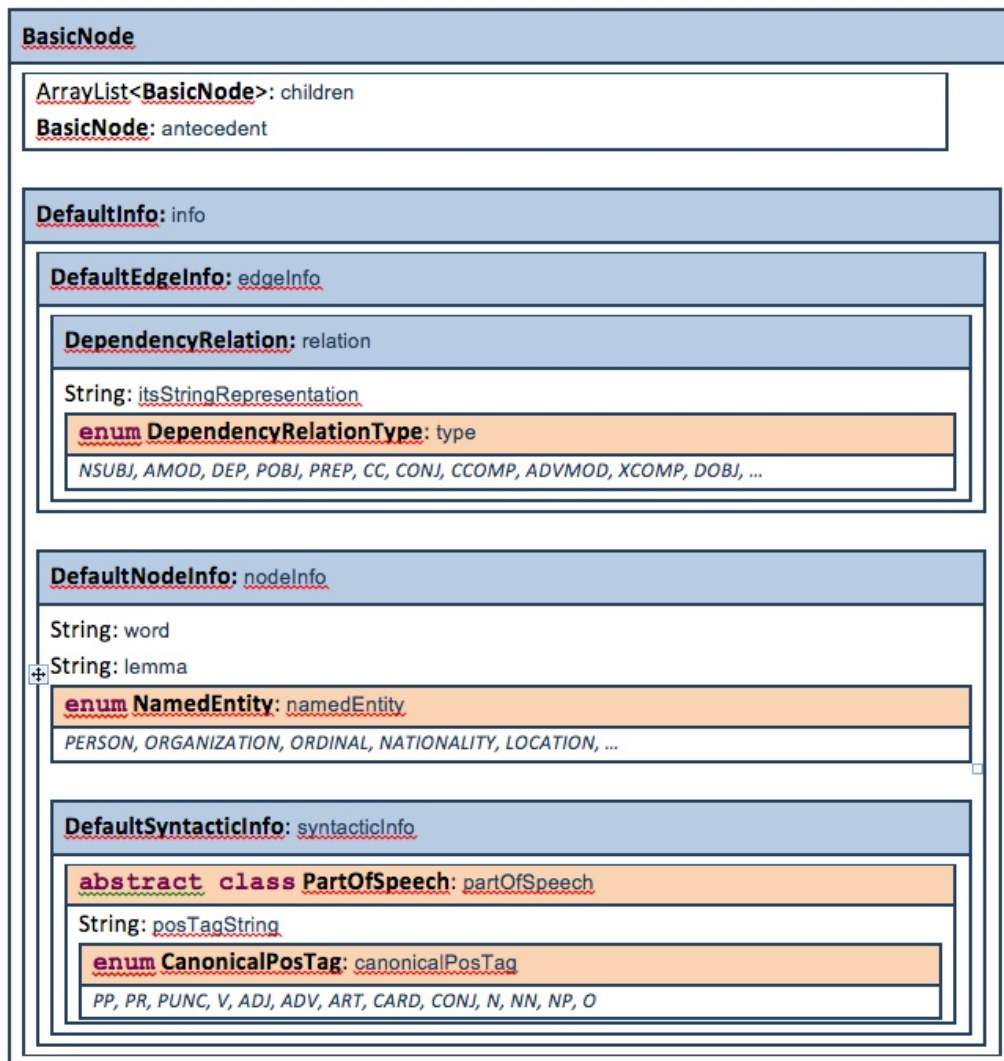 BasicNode
ArrayList<BasicNode>: children
BasicNode: antecedent
DefaultInfo: info
DefaultEdgeInfo: edgeInfo
DependencyRelation: relation
String: itsStringRepresentation
enum DependencyRelationType: type
NSUBJ, AMOD, DEP, POBJ, PREP, CC, CONJ, CCOMP, ADVMOD, XCOMP, DOBJ, ...
DefaultNodeInfo: nodeInfo
String: word
String: lemma
enum NamedEntity: namedEntity
PERSON, ORGANIZATION, ORDINAL, NATIONALITY, LOCATION, ...
DefaultSyntacticInfo: syntacticInfo
abstract class PartOfSpeech: partOfSpeech
String: posTagString
enum CanonicalPosTag: canonicalPosTag
PP, PR, PUNC, V, ADJ, ADV, ART, CARD, CONJ, N, NN, NP, O